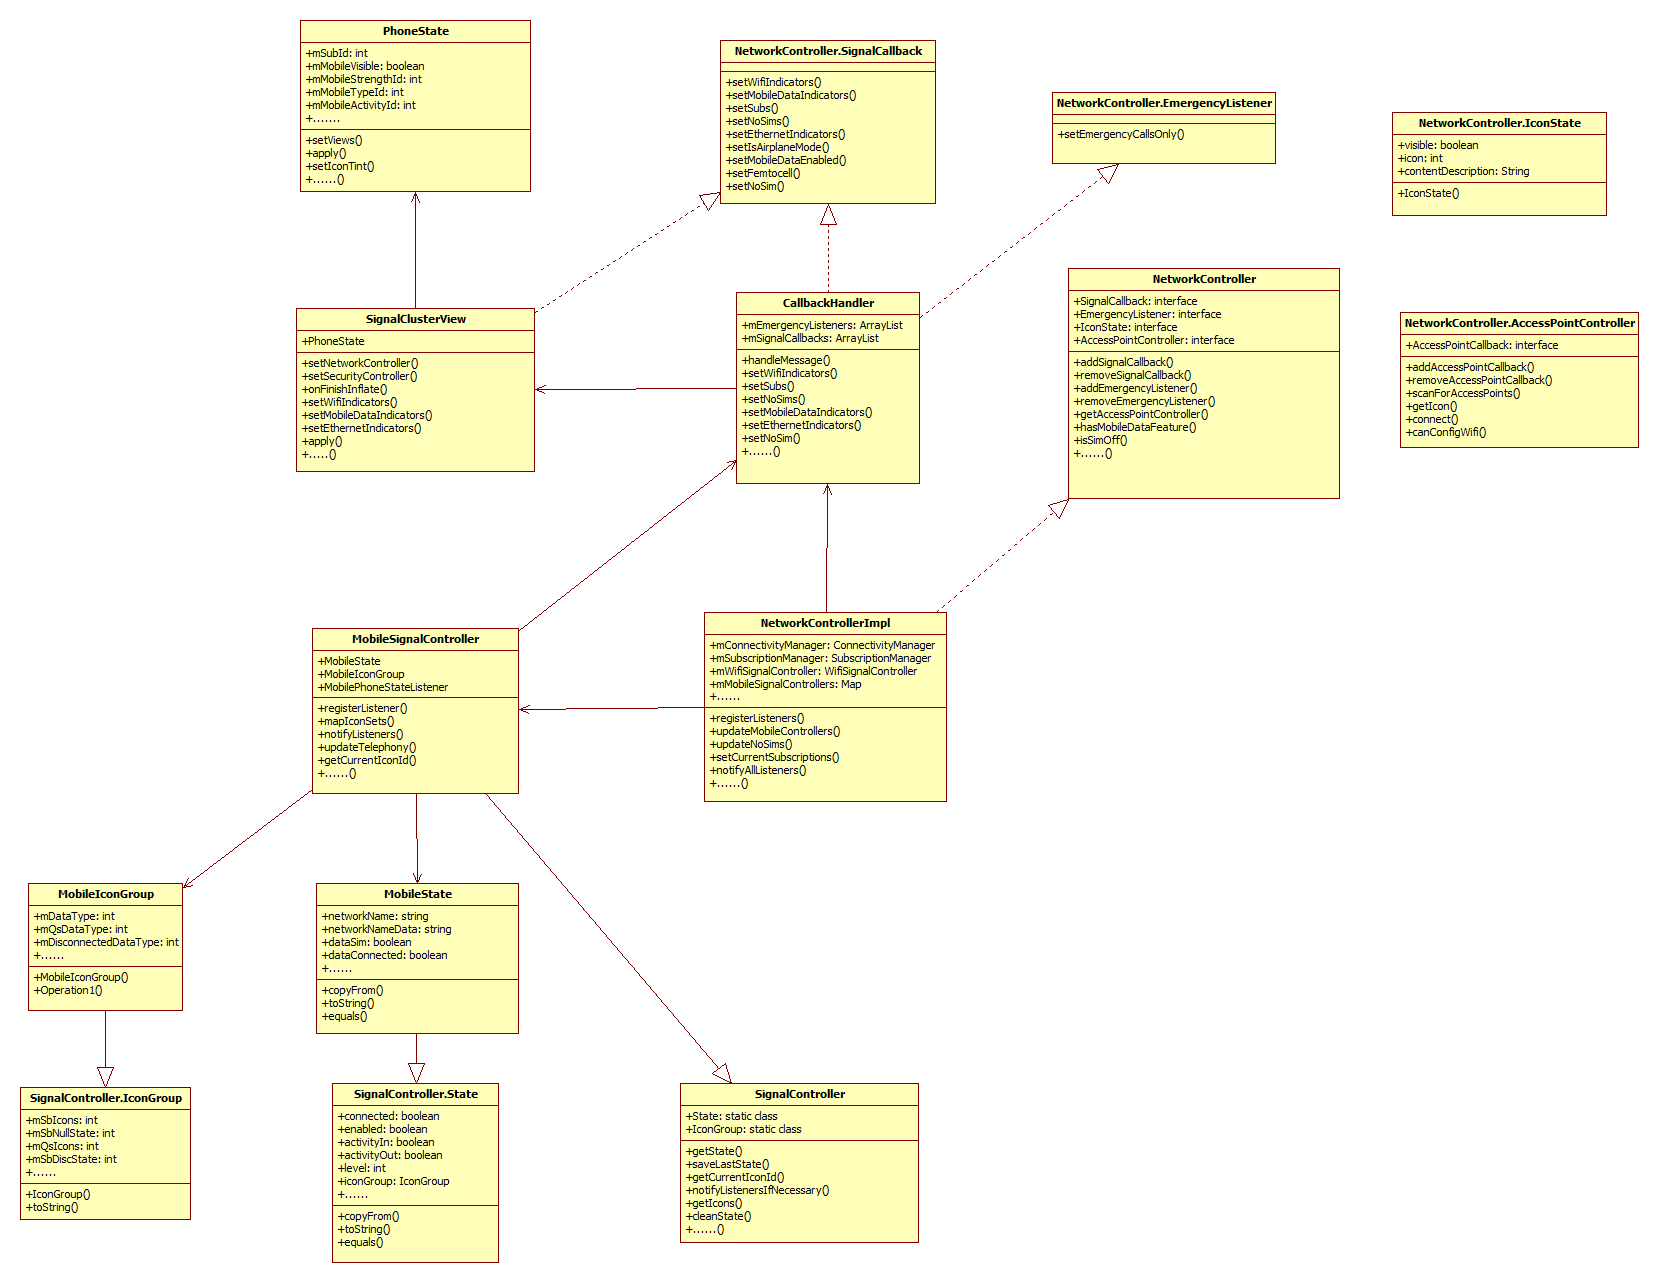 PhoneState
+mSubId: int
+mMobileVisible: boolean
+mMobileStrengthId: int
+mMobileTypeId: int
+mMobileActivityId: int
+.......
+setViews()
+apply()
+setIconTint()
+......()
NetworkController.SignalCallback
+setWifiIndicators()
+setMobileDataIndicators()
+setSubs()
+setNoSims()
+setEthernetIndicators()
+setIsAirplaneMode()
+setMobileDataEnabled()
+setFemtocell()
+setNoSim()
NetworkController.EmergencyListener
+setEmergencyCallsOnly()
NetworkController.IconState
+visible: boolean
+icon: int
+contentDescription: String
+IconState()
SignalClusterView
+PhoneState
+setNetworkController()
+setSecurityController()
+onFinishInflate()
+setWifiIndicators()
+setMobileDataIndicators()
+setEthernetIndicators()
+apply()
+.....()
CallbackHandler
+mEmergencyListeners: ArrayList
+mSignalCallbacks: ArrayList
+handleMessage()
+setWifiIndicators()
+setSubs()
+setNoSims()
+setMobileDataIndicators()
+setEthernetIndicators()
+setNoSim()
+......()
NetworkController
+SignalCallback: interface
+EmergencyListener: interface
+IconState: interface
+AccessPointController: interface
+addSignalCallback()
+removeSignalCallback()
+addEmergencyListener()
+removeEmergencyListener()
+getAccessPointController()
+hasMobileDataFeature()
+isSimOff()
+......()
NetworkController.AccessPointController
+AccessPointCallback: interface
+addAccessPointCallback()
+removeAccessPointCallback()
+scanForAccessPoints()
+getIcon()
+connect()
+canConfigWifi()
MobileSignalController
+MobileState
+MobileIconGroup
+MobilePhoneStateListener
+registerListener()
+mapIconSets()
+notifyListeners()
+updateTelephony()
+getCurrentIconId()
+......()
NetworkControllerImpl
+mConnectivityManager: ConnectivityManager
+mSubscriptionManager: SubscriptionManager
+mWifiSignalController: WifiSignalController
+mMobileSignalControllers: Map
+......
+registerListeners()
+updateMobileControllers()
+updateNoSims()
+setCurrentSubscriptions()
+notifyAllListeners()
+......()
MobileIconGroup
+mDataType: int
+mQsDataType: int
+mDisconnectedDataType: int
+......
+MobileIconGroup()
+Operation1()
MobileState
+networkName: string
+networkNameData: string
+dataSim: boolean
+dataConnected: boolean
+......
+copyFrom()
+toString()
+equals()
SignalController.IconGroup
+mSbIcons: int
+mSbNullState: int
+mQsIcons: int
+mSbDiscState: int
+......
+IconGroup()
+toString()
SignalController.State
+connected: boolean
+enabled: boolean
+activityIn: boolean
+activityOut: boolean
+level: int
+iconGroup: IconGroup
+......
+copyFrom()
+toString()
+equals()
SignalController
+State: static class
+IconGroup: static class
+getState()
+saveLastState()
+getCurrentIconId()
+notifyListenersIfNecessary()
+getIcons()
+cleanState()
+......()